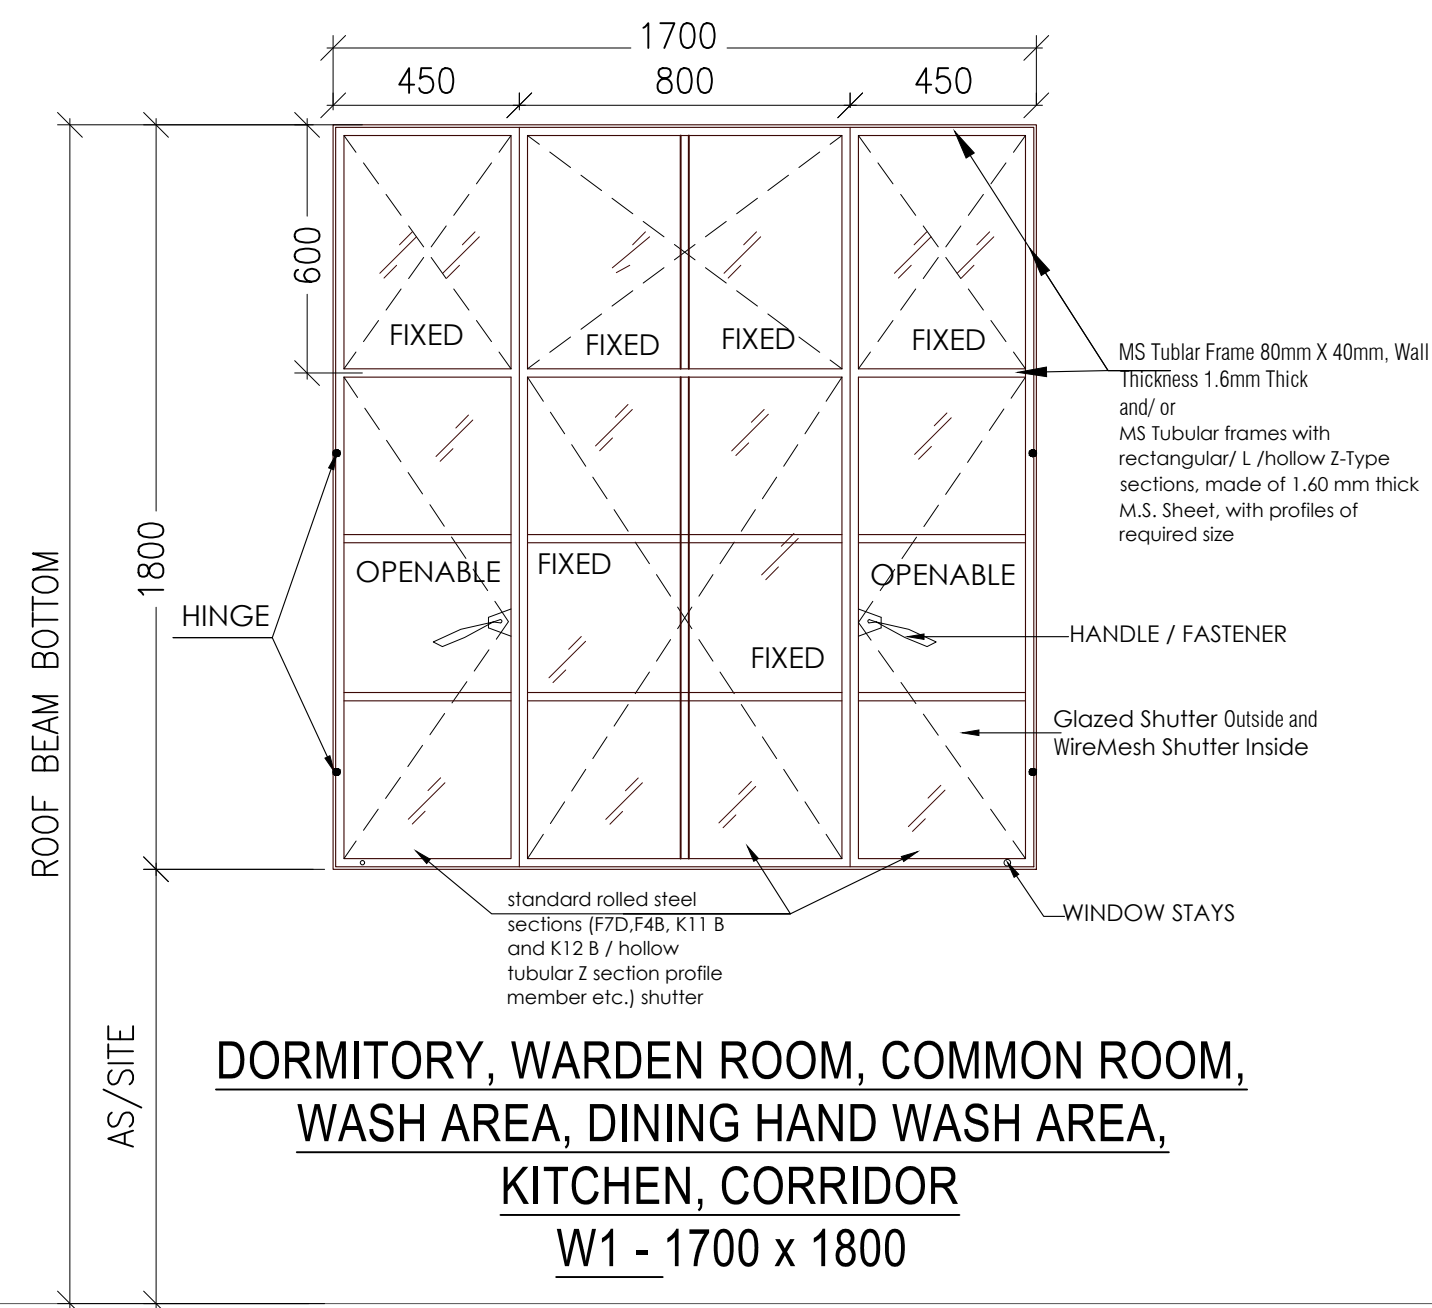 1700
450
800
450
600
FIXED
FIXED
FIXED
FIXED
MS Tublar Frame 80mm X 40mm, Wall
Thickness 1.6mm Thick
and/ or
MS Tubular frames with
rectangular/ L /hollow Z-Type
sections, made of 1.60 mm thick
M.S. Sheet, with profiles of
required size
1800
ROOF BEAM BOTTOM
OPENABLE
FIXED
OPENABLE
HINGE
HANDLE / FASTENER
FIXED
Glazed Shutter Outside and
WireMesh Shutter Inside
standard rolled steel
sections (F7D,F4B, K11 B
and K12 B / hollow
tubular Z section profile
member etc.) shutter
WINDOW STAYS
AS/SITE
DORMITORY, WARDEN ROOM, COMMON ROOM,
WASH AREA, DINING HAND WASH AREA,
KITCHEN, CORRIDOR
W1 - 1700 x 1800